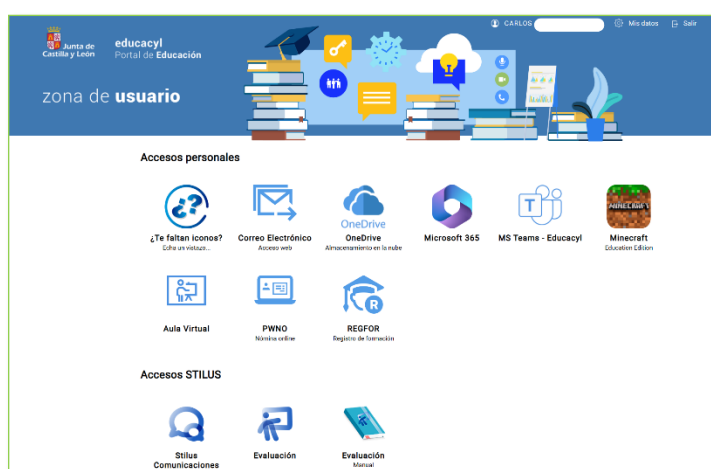 CARLOS
Mis datos
Salir
Junta de
Castilla y León
educacyl
Portal de Educación
zona de usuario
Accesos personales
¿??
OneDrive
T
MINECRAFT
¿Te faltan iconos?
Echa un vistazo...
Correo Electrónico
Acceso web
OneDrive
Almacenamiento en la nube
Microsoft 365
MS Teams - Educacyl
Minecraft
Education Edition
R
Aula Virtual
PWNO
Nómina online
REGFOR
Registro de formación
Accesos STILUS
Stilus
Comunicaciones
Evaluación
Evaluación
Manual